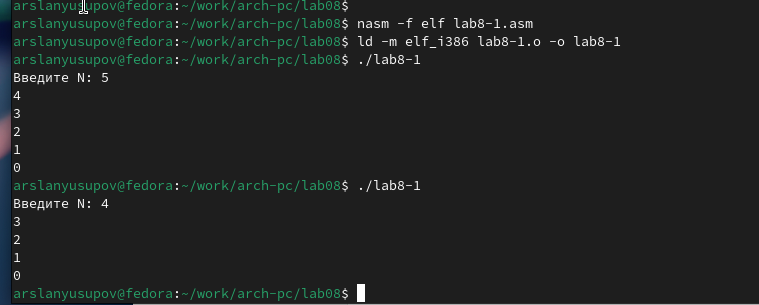 arslanyusupov@fedora:~/work/arch-pc/lab08$
arslanyusupov@fedora:~/work/arch-pc/lab08$ nasm -f elf lab8-1.asm
arslanyusupov@fedora:~/work/arch-pc/lab08$ ld -m elf_i386 lab8-1.o -o lab8-1
arslanyusupov@fedora:~/work/arch-pc/lab08$ ./lab8-1
Введите N: 5
4
3
2
1
0
arslanyusupov@fedora:~/work/arch-pc/lab08$ ./lab8-1
Введите N: 4
3
2
1
0
arslanyusupov@fedora:~/work/arch-pc/lab08$